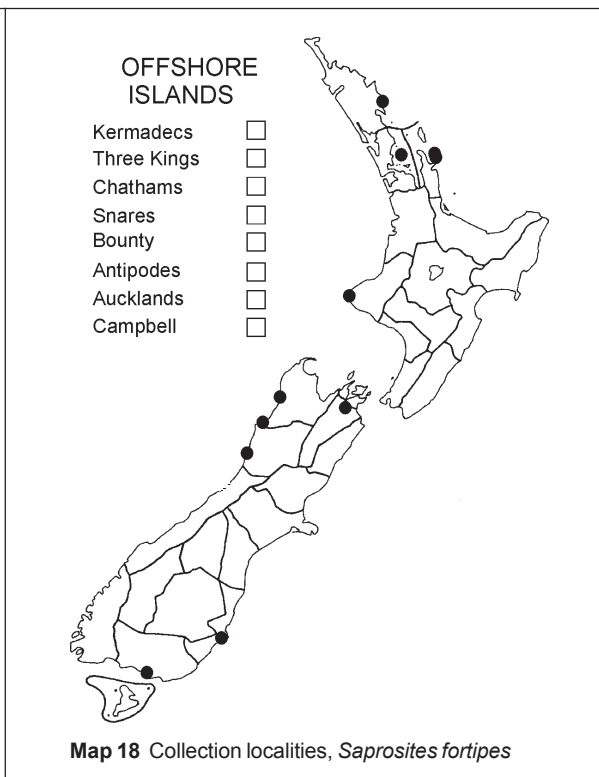 OFFSHORE
ISLANDS
Kermadecs
Three Kings
Chathams
Snares
Bounty
Antipodes
Aucklands
Campbell
Map 18 Collection localities, Saprosites fortipes